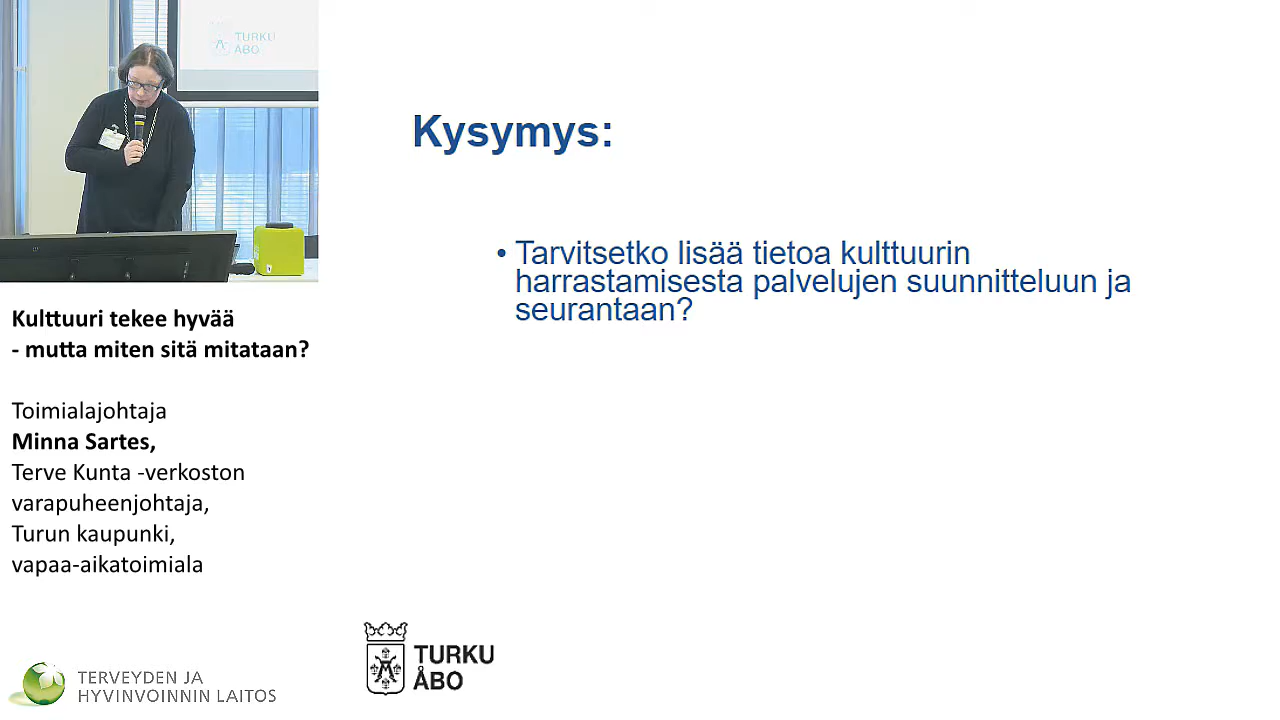 TURKU
ÅBO
Kysymys:
• Tarvitsetko lisää tietoa kulttuurin
harrastamisesta palvelujen suunnitteluun ja
seurantaan?
Kulttuuri tekee hyvää
- mutta miten sitä mitataan?
Toimialajohtaja
Minna Sartes,
Terve Kunta -verkoston
varapuheenjohtaja,
Turun kaupunki,
vapaa-aikatoimiala
TERVEYDEN JA
HYVINVOINNIN LAITOS
TURKU
ÅBO